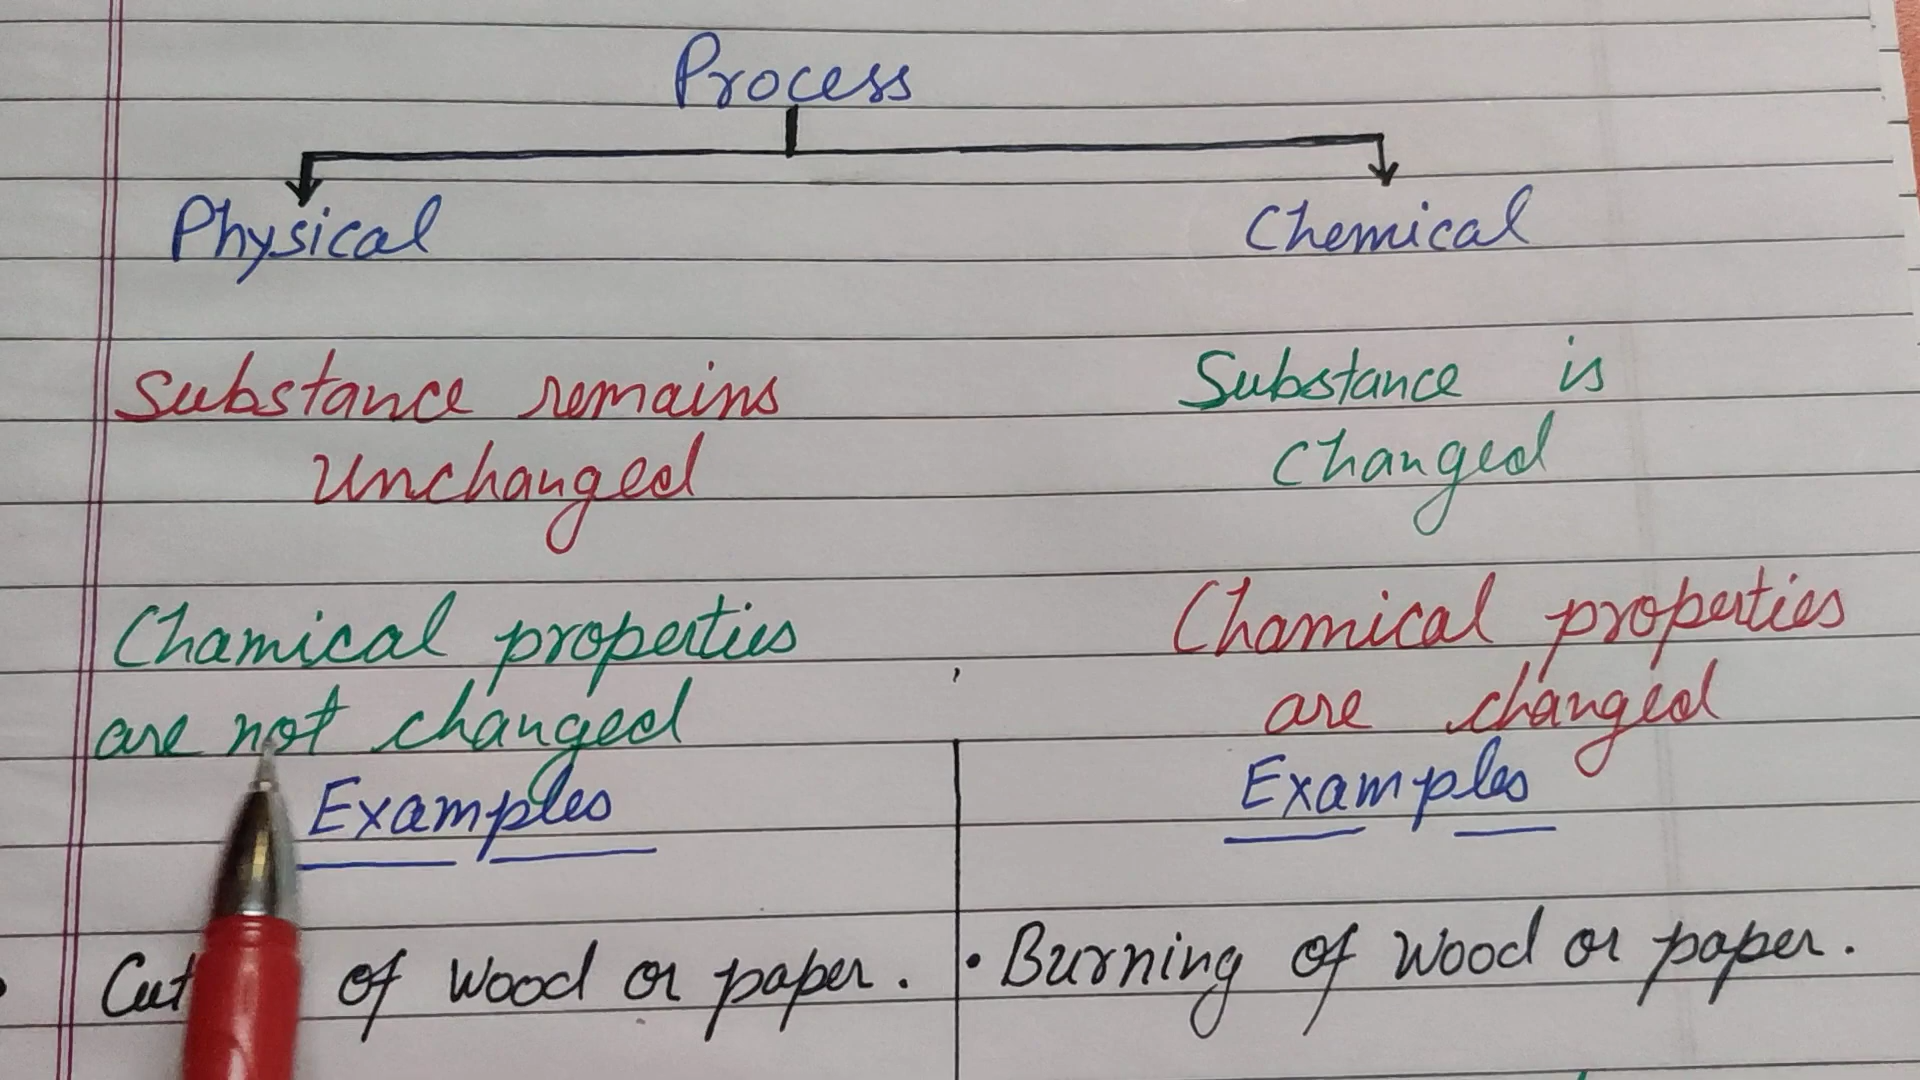 Process
Physical
Chemical
Substance remains
Unchanged
Substance is
changed
Chamical properties
are not changed
Chamical properties
are changed
Examples
Examples
of wood or paper.
• Burning of wood or paper.